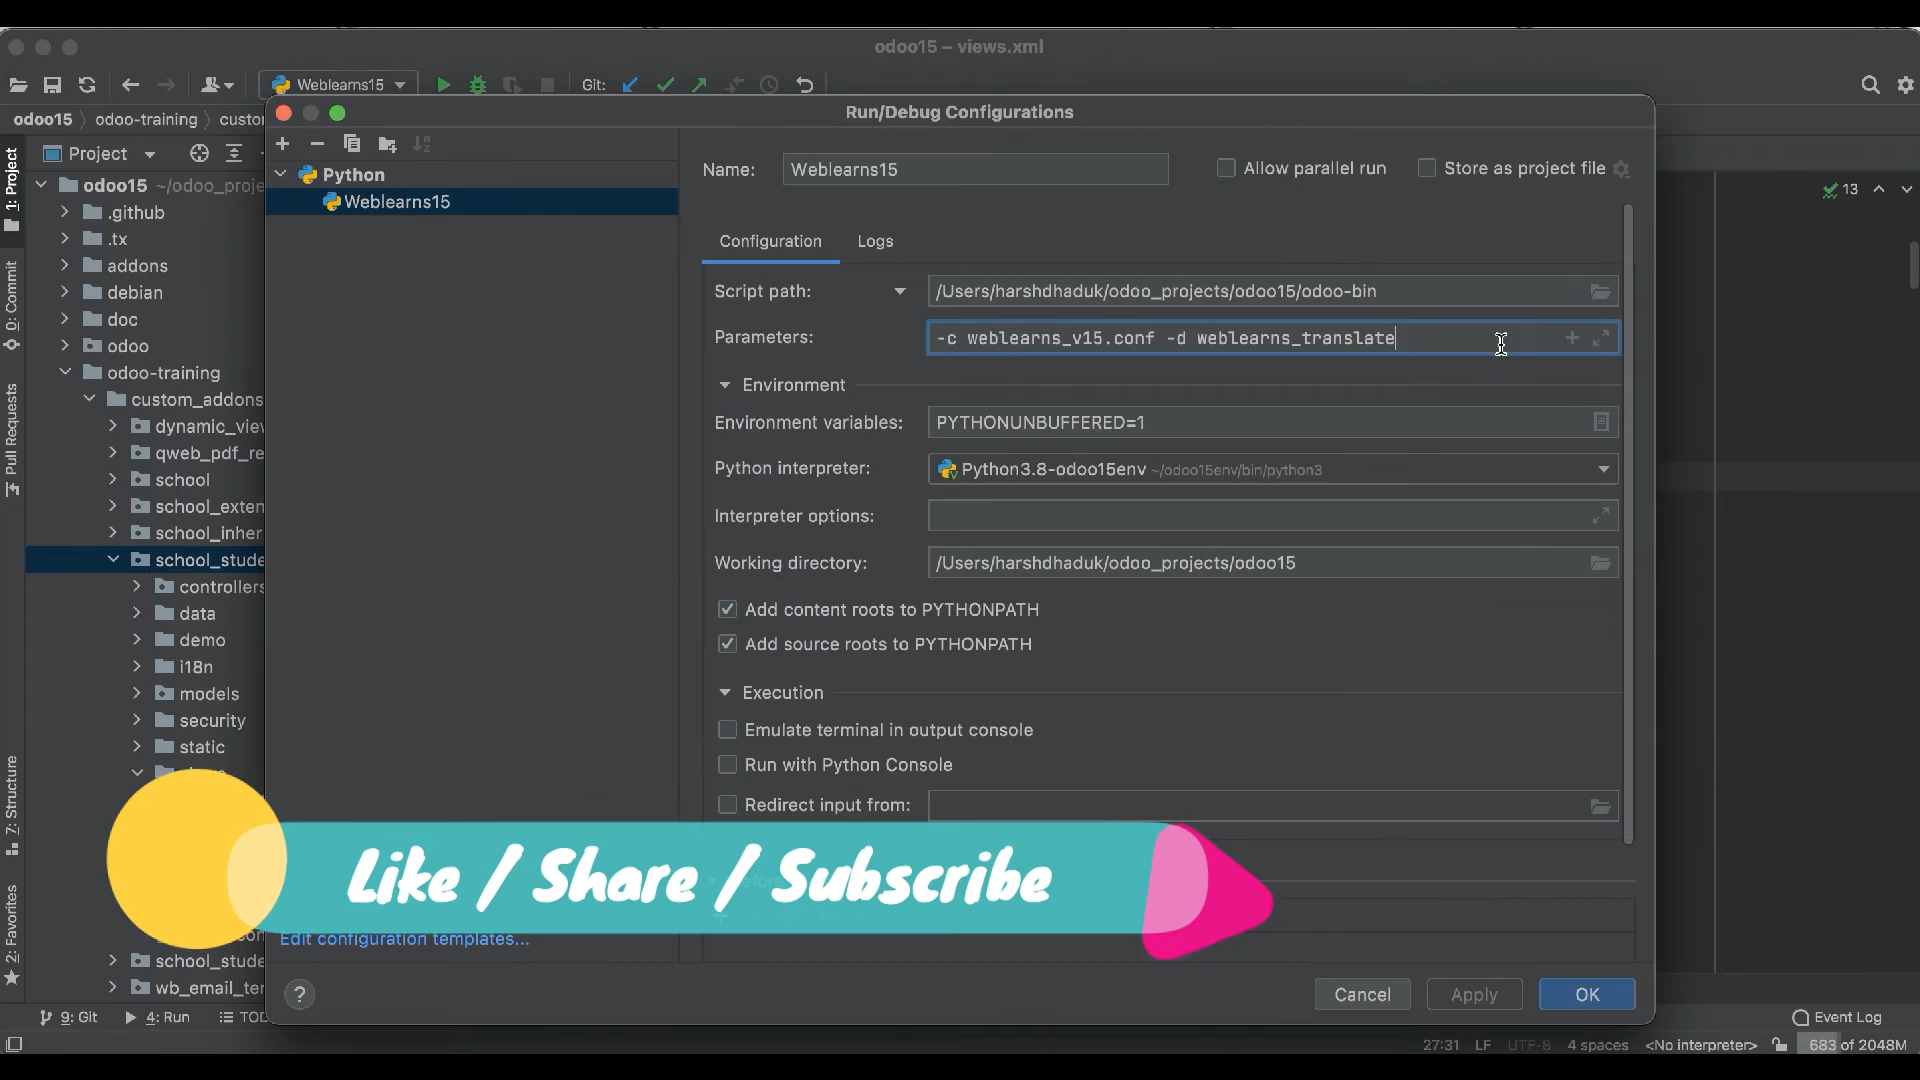 odoo15 – views.xml
Weblearns15
Git:
odoo15
odoo-training
Run/Debug Configurations
Project
1: Project
0: Commit
Pull Requests
7: Structure
2: Favorites
odoo15
.github
.tx
addons
debian
doc
odoo
odoo-training
custom_addons
dynamic_viev
qweb_pdf_re
school
school_exten
school_inher
school_stude
controllers
data
demo
i18n
models
security
static
school_stude
wb_email_ter
Python
Weblearns15
Name:
Weblearns15
Allow parallel run
Store as project file
13
Configuration
Logs
Script path:
/Users/harshdhaduk/odoo_projects/odoo15/odoo-bin
Parameters:
-c weblearns_v15.conf -d weblearns_translate
Environment
Environment variables:
PYTHONUNBUFFERED=1
Python interpreter:
Python3.8-odoo15env ~/odoo15env/bin/python3
Interpreter options:
Working directory:
/Users/harshdhaduk/odoo_projects/odoo15
Add content roots to PYTHONPATH
Add source roots to PYTHONPATH
Execution
Emulate terminal in output console
Run with Python Console
Redirect input from:
Like / Share / Subscribe
Edit configuration templates...
?
Cancel
Apply
OK
9: Git
4: Run
Event Log
27:31
LF
UTF-8
4 spaces
<No interpreter>
683 of 2048M